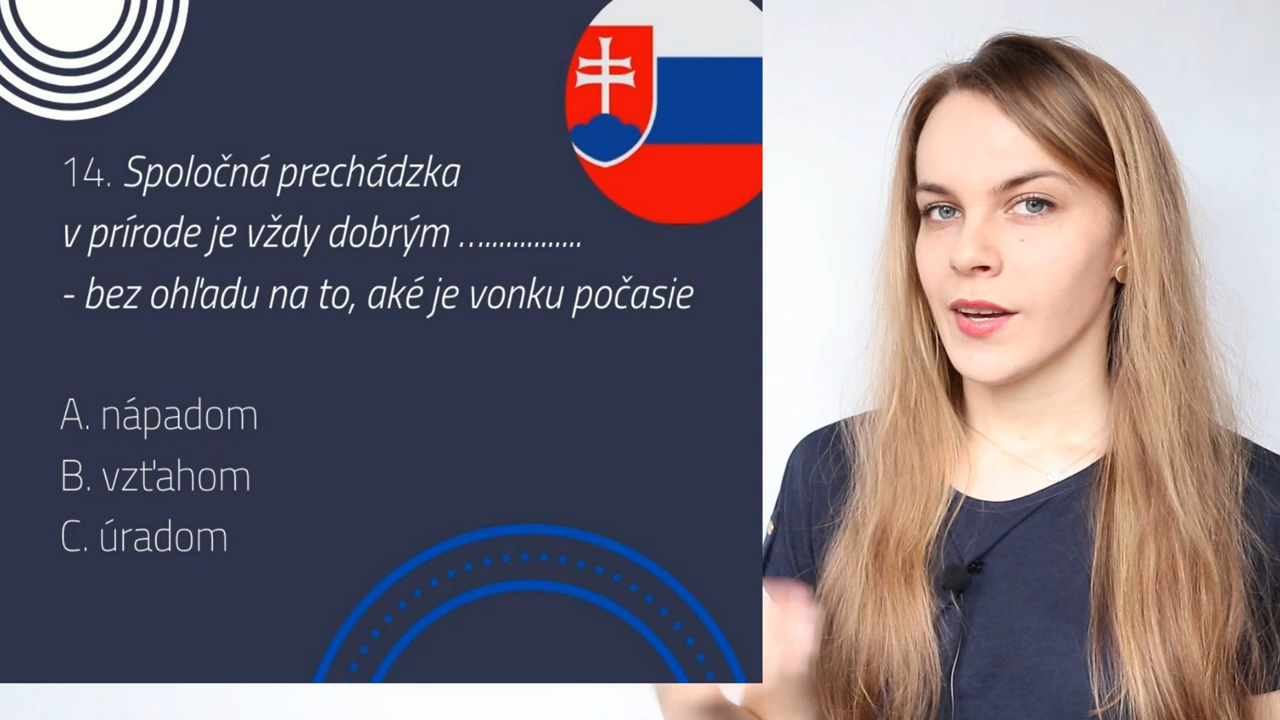 14. Spoločná prechádzka
v prírode je vždy dobrým .................
- bez ohľadu na to, aké je vonku počasie
A. nápadom
B. vzťahom
C. úradom